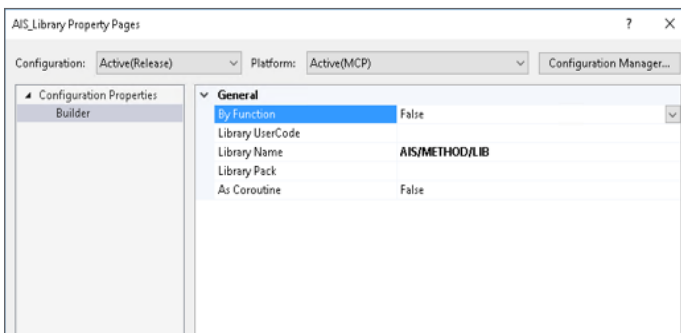 AIS_Library Property Pages ? ×
Configuration: Active(Release) Platform: Active(MCP) Configuration Manager...
Configuration Properties
Builder
General
By Function False
Library UserCode
Library Name AIS/METHOD/LIB
Library Pack
As Coroutine False